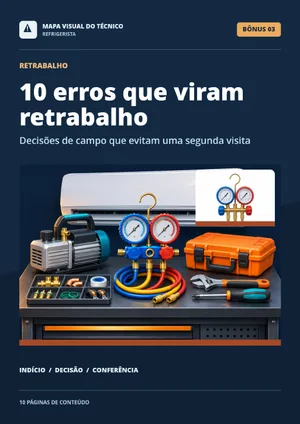 MAPA VISUAL DO TÉCNICO
REFRIGERISTA
BÔNUS 03
RETRABALHO
10 erros que viram
retrabalho
Decisões de campo que evitam uma segunda visita
INDÍCIO / DECISÃO / CONFERÊNCIA
10 PÁGINAS DE CONTEÚDO